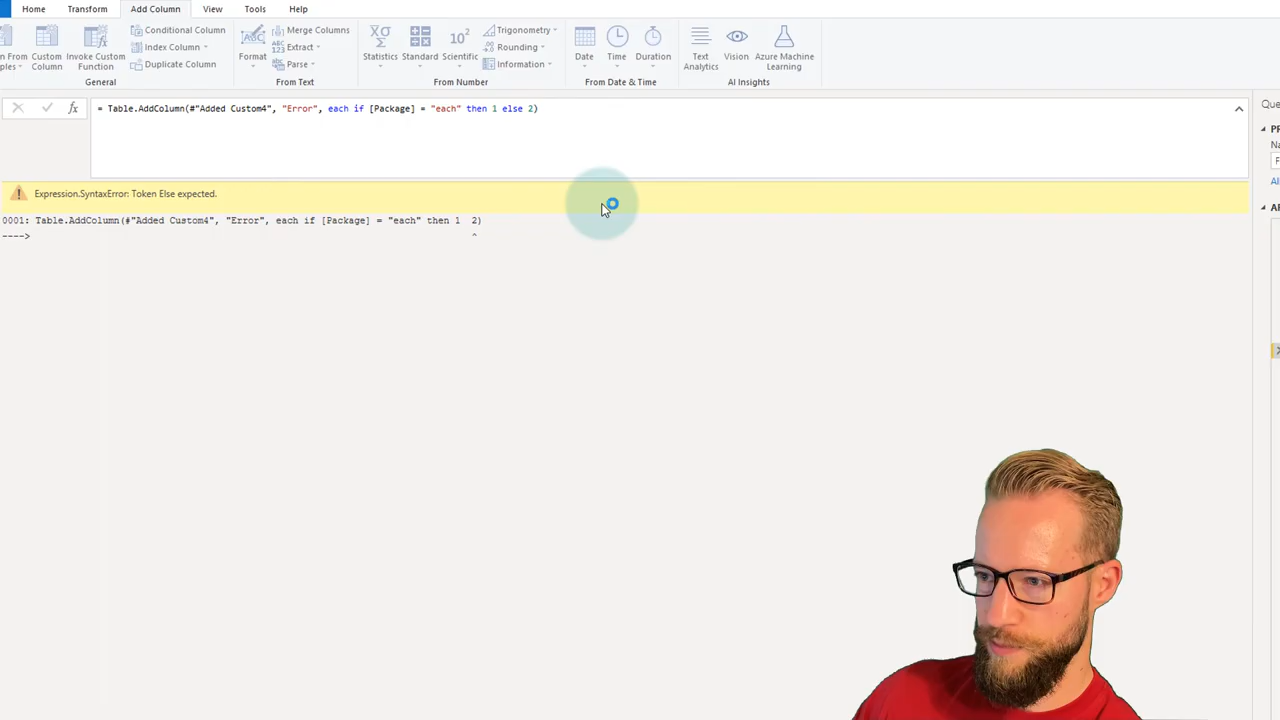 Home Transform Add Column View Tools Help
Conditional Column
Index Column
Duplicate Column
Merge Columns
Extract
Parse
Trigonometry
Rounding
Information
Custom Column
Invoke Custom Function
Format
Statistics Standard Scientific
Date Time Duration
Text Analytics
Vision
Azure Machine Learning
General From Text From Number From Date & Time AI Insights
= Table.AddColumn(#"Added Custom4", "Error", each if [Package] = "each" then 1 else 2)
Expression.SyntaxError: Token Else expected.
0001: Table.AddColumn(#"Added Custom4", "Error", each if [Package] = "each" then 1  2)
---->                                                                              ^